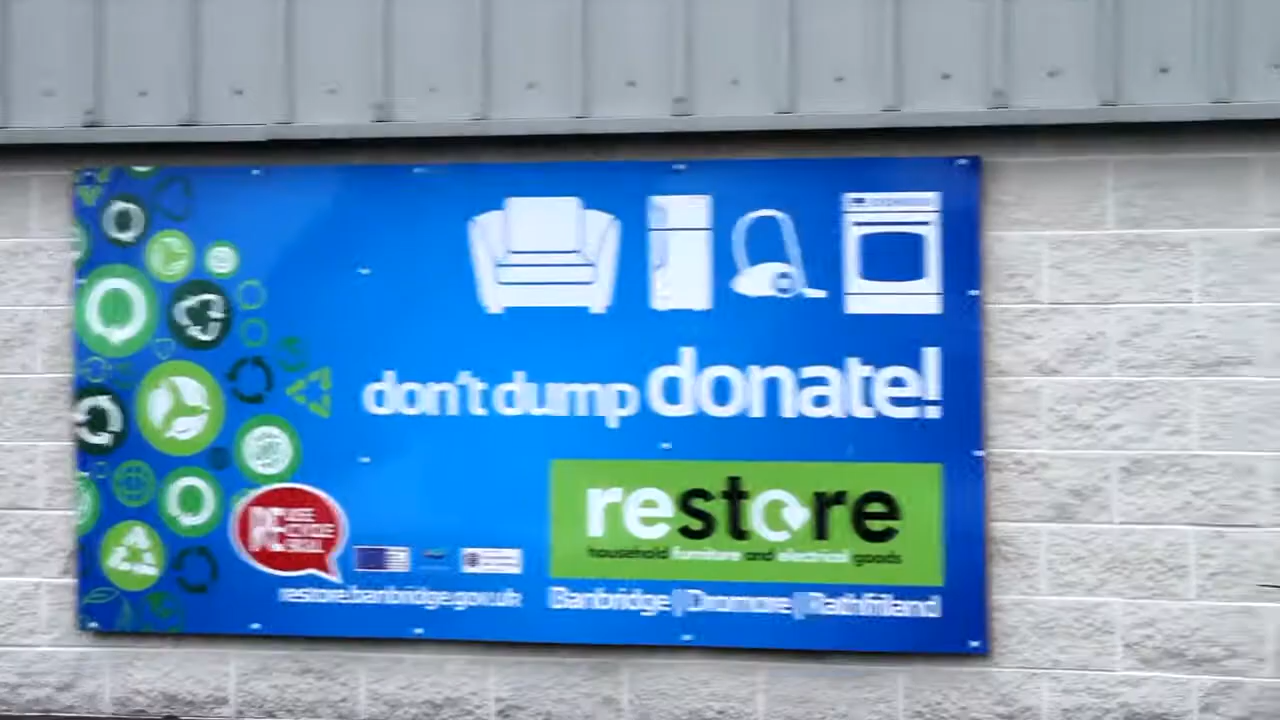 don't dump donate!
restore
household furniture and electrical goods
restore.banbridge.gov.uk
Banbridge | Dromore | Rathfriland